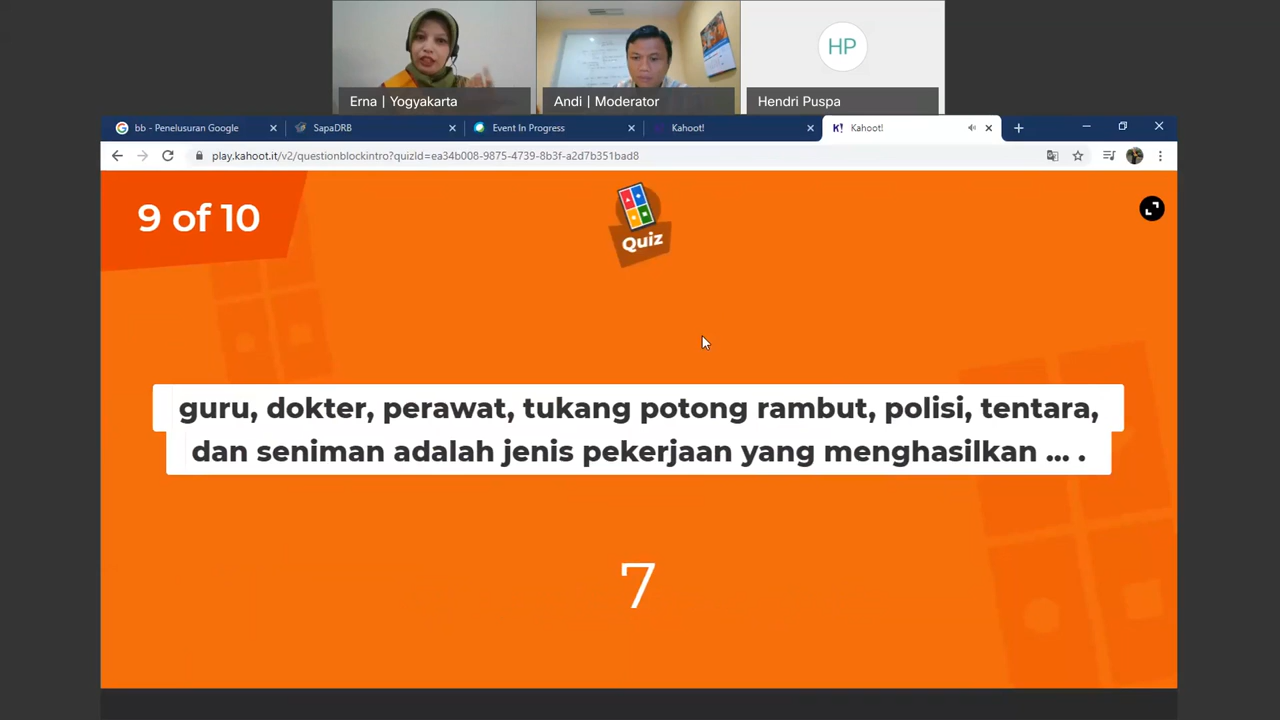 HP
Erna | Yogyakarta
Andi | Moderator
Hendri Puspa
bb - Penelusuran Google
SapaDRB
Event In Progress
Kahoot!
K! Kahoot!
play.kahoot.it/v2/questionblockintro?quizId=ea34b008-9875-4739-8b3f-a2d7b351bad8
9 of 10
Quiz
guru, dokter, perawat, tukang potong rambut, polisi, tentara,
dan seniman adalah jenis pekerjaan yang menghasilkan ... .
7